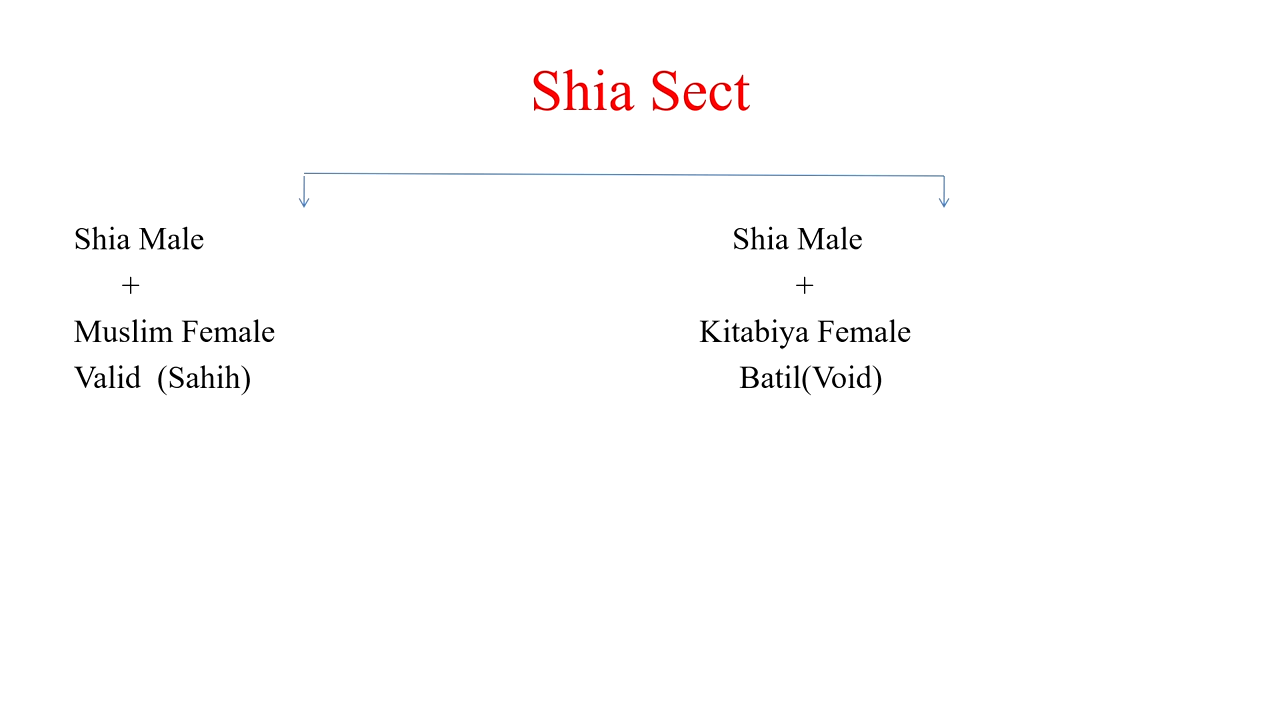 Shia Sect
Shia Male
+
Muslim Female
Valid  (Sahih)
Shia Male
+
Kitabiya Female
Batil(Void)